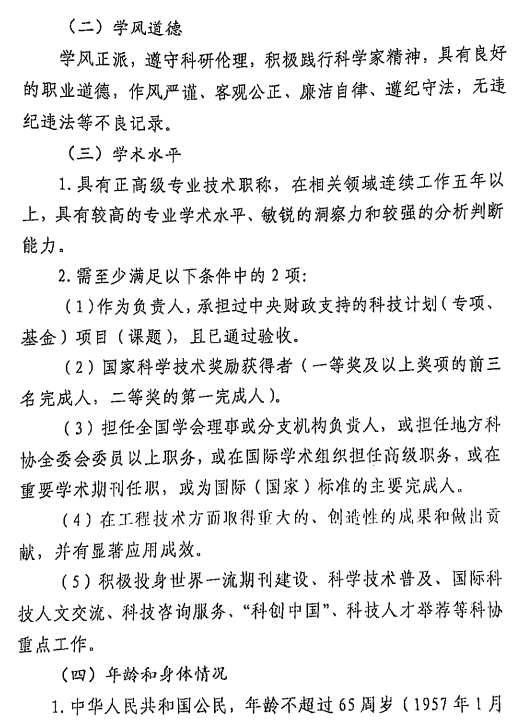 （二）学风道德
学风正派，遵守科研伦理，积极践行科学家精神，具有良好
的职业道德，作风严谨、客观公正、廉洁自律、遵纪守法，无违
纪违法等不良记录。
（三）学术水平
1.具有正高级专业技术职称，在相关领域连续工作五年以
上，具有较高的专业学术水平、敏锐的洞察力和较强的分析判断
能力。
2.需至少满足以下条件中的2项：
（1）作为负责人，承担过中央财政支持的科技计划（专项、
基金）项目（课题），且已通过验收。
（2）国家科学技术奖励获得者（一等奖及以上奖项的前三
名完成人，二等奖的第一完成人）。
（3）担任全国学会理事或分支机构负责人，或担任地方科
协全委会委员以上职务，或在国际学术组织担任高级职务，或在
重要学术期刊任职，或为国际（国家）标准的主要完成人。
（4）在工程技术方面取得重大的、创造性的成果和做出贡
献，并有显著应用成效。
（5）积极投身世界一流期刊建设、科学技术普及、国际科
技人文交流、科技咨询服务、“科创中国”、科技人才举荐等科协
重点工作。
（四）年龄和身体情况
1.中华人民共和国公民，年龄不超过65周岁（1957年1月